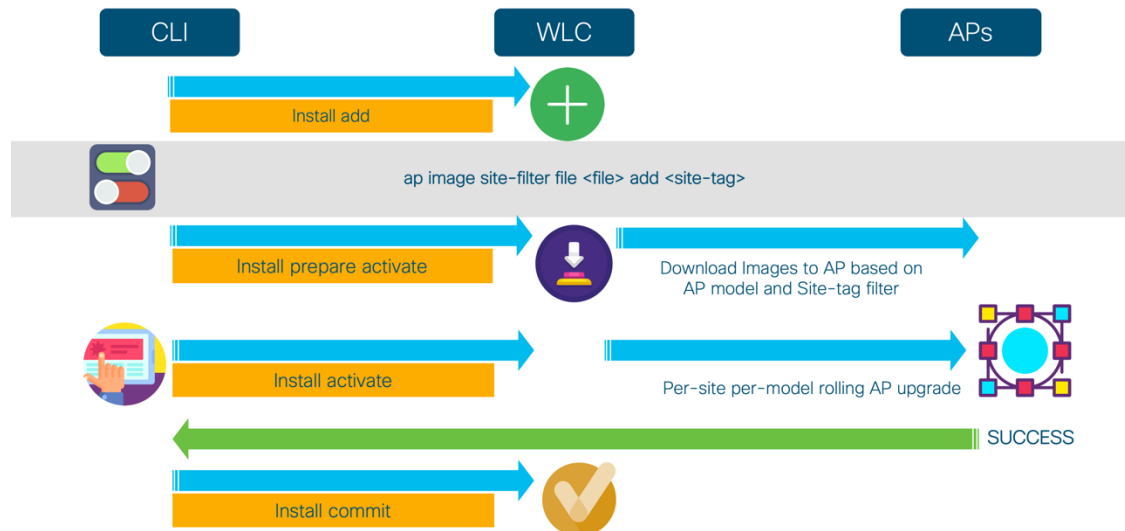 CLI
WLC
APs
Install add
ap image site-filter file <file> add <site-tag>
Install prepare activate
Download Images to AP based on
AP model and Site-tag filter
Install activate
Per-site per-model rolling AP upgrade
SUCCESS
Install commit